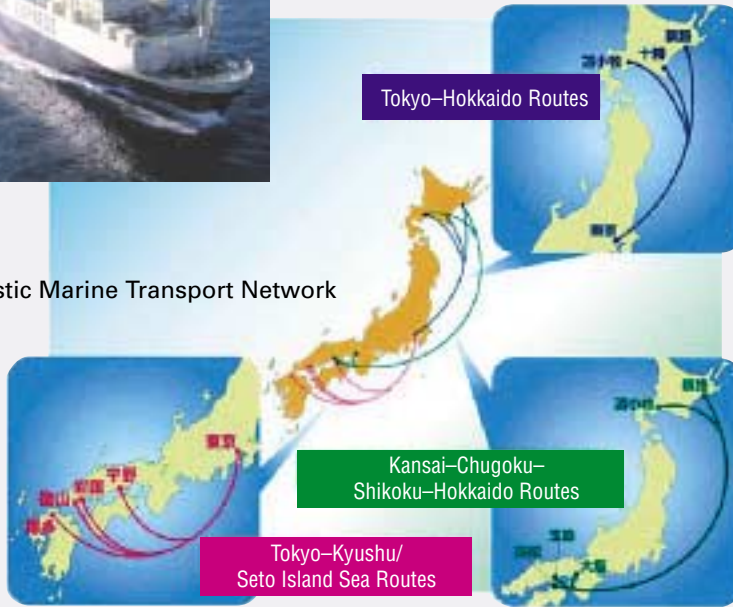 釧路
十勝
苫小牧
Tokyo–Hokkaido Routes
東京
stic Marine Transport Network
東京
宇野
岩国
徳山
博多
釧路
苫小牧
Kansai–Chugoku–
Shikoku–Hokkaido Routes
大阪
Tokyo–Kyushu/
Seto Island Sea Routes